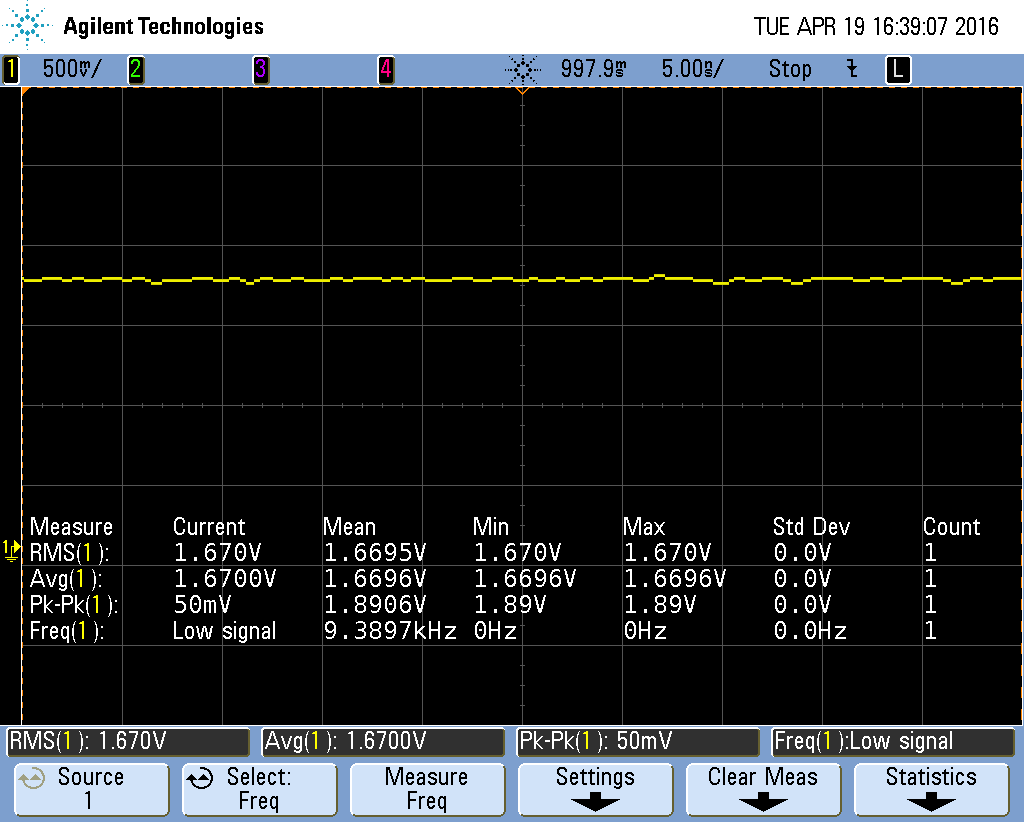 Agilent Technologies TUE APR 19 16:39:07 2016
1 500mV/ 2 3 4 997.9ms 5.00s/ Stop L
Measure Current Mean Min Max Std Dev Count
RMS(1): 1.670V 1.6695V 1.670V 1.670V 0.0V 1
Avg(1): 1.6700V 1.6696V 1.6696V 1.6696V 0.0V 1
Pk-Pk(1): 50mV 1.8906V 1.89V 1.89V 0.0V 1
Freq(1): Low signal 9.3897kHz 0Hz 0Hz 0.0Hz 1
1
RMS(1): 1.670V Avg(1): 1.6700V Pk-Pk(1): 50mV Freq(1):Low signal
Source Select: Measure Settings Clear Meas Statistics
1 Freq Freq